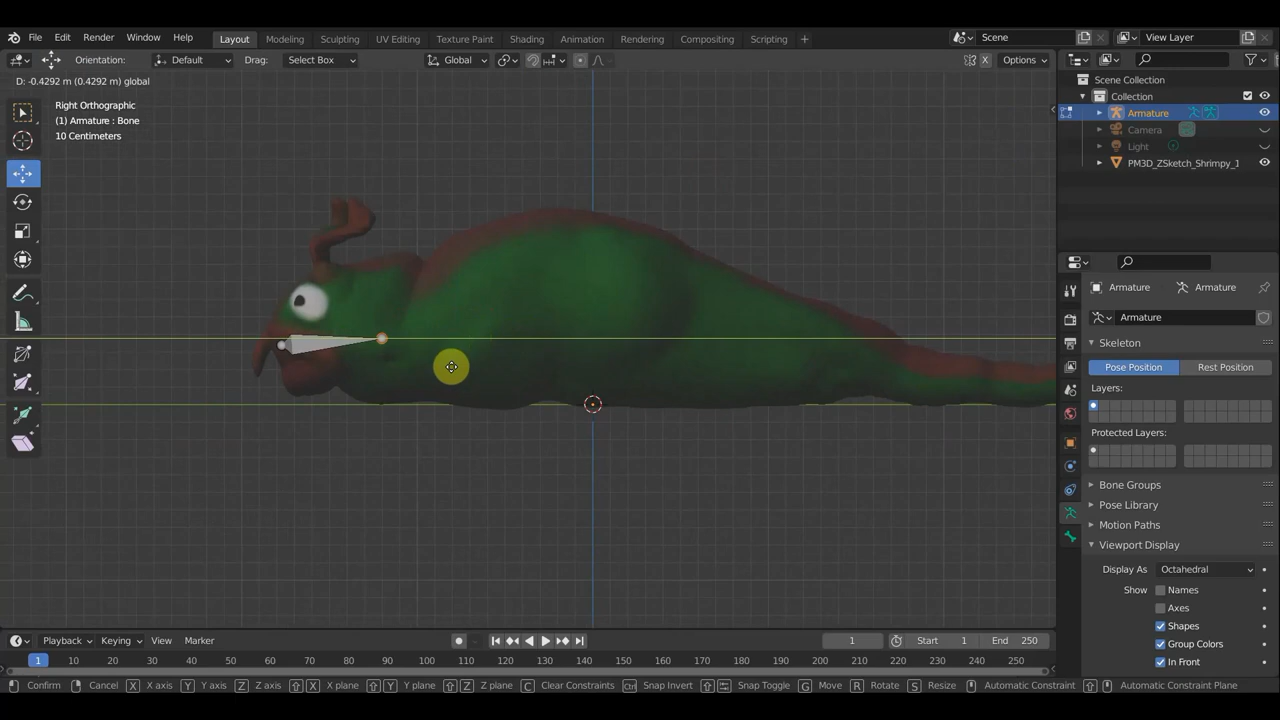 File Edit Render Window Help Layout Modeling Sculpting UV Editing Texture Paint Shading Animation Rendering Compositing Scripting + Scene View Layer
Orientation: Default Drag: Select Box Global X Options
D: -0.4292 m (0.4292 m) global
Right Orthographic
(1) Armature : Bone
10 Centimeters
Scene Collection
Collection
Armature
Camera
Light
PM3D_ZSketch_Shrimpy_1
Armature Armature
Armature
Skeleton
Pose Position Rest Position
Layers:
Protected Layers:
Bone Groups
Pose Library
Motion Paths
Viewport Display
Display As Octahedral
Show Names
Axes
Shapes
Group Colors
In Front
Playback Keying View Marker 1 Start 1 End 250
1 10 20 30 40 50 60 70 80 90 100 110 120 130 140 150 160 170 180 190 200 210 220 230 240 250
Confirm Cancel X X axis Y Y axis Z Z axis X X plane Y Y plane Z Z plane C Clear Constraints Ctrl Snap Invert Snap Toggle G Move R Rotate S Resize Automatic Constraint Automatic Constraint Plane